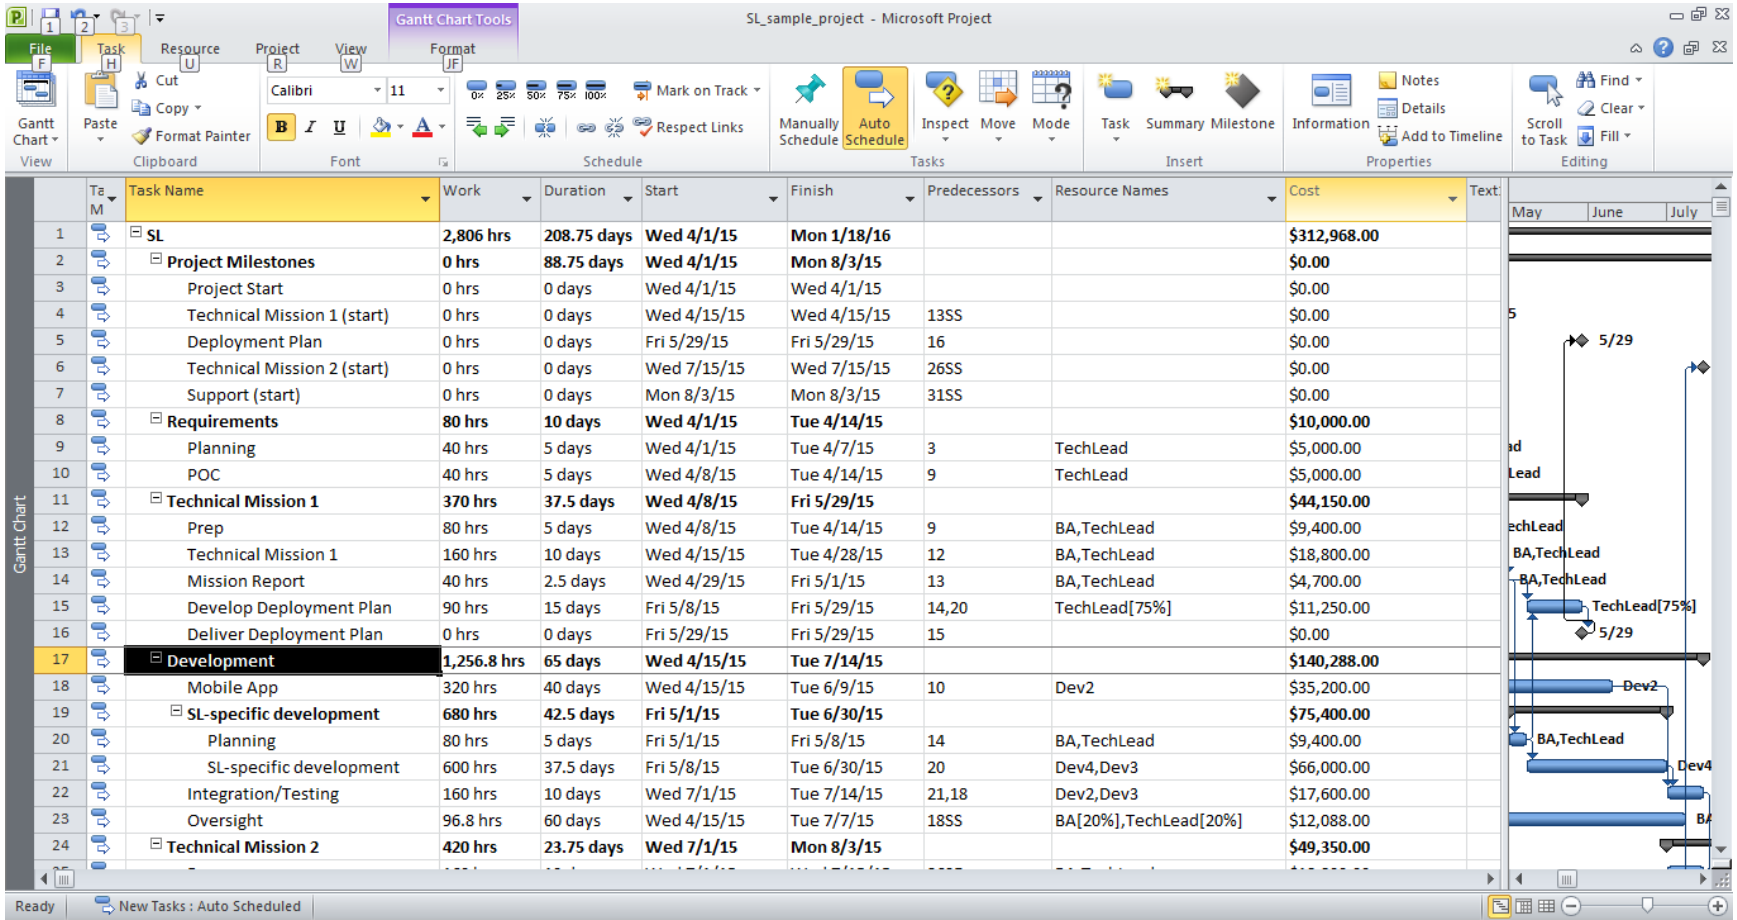 1 2 3
Gantt Chart Tools
SL_sample_project - Microsoft Project
File Task Resource Project View Format
F H U R W JF
Gantt Chart
View
Paste
Cut
Copy
Format Painter
Clipboard
Calibri 11
B I U A
Font
0% 25% 50% 75% 100%
Mark on Track
Respect Links
Schedule
Manually Schedule
Auto Schedule
Inspect Move Mode
Tasks
Task Summary Milestone
Insert
Information
Notes
Details
Add to Timeline
Properties
Scroll to Task
Find
Clear
Fill
Editing
Ta M Task Name Work Duration Start Finish Predecessors Resource Names Cost Text
May June July
1 SL 2,806 hrs 208.75 days Wed 4/1/15 Mon 1/18/16 $312,968.00
2 Project Milestones 0 hrs 88.75 days Wed 4/1/15 Mon 8/3/15 $0.00
3 Project Start 0 hrs 0 days Wed 4/1/15 Wed 4/1/15 $0.00
4 Technical Mission 1 (start) 0 hrs 0 days Wed 4/15/15 Wed 4/15/15 13SS $0.00 5
5 Deployment Plan 0 hrs 0 days Fri 5/29/15 Fri 5/29/15 16 $0.00 5/29
6 Technical Mission 2 (start) 0 hrs 0 days Wed 7/15/15 Wed 7/15/15 26SS $0.00
7 Support (start) 0 hrs 0 days Mon 8/3/15 Mon 8/3/15 31SS $0.00
8 Requirements 80 hrs 10 days Wed 4/1/15 Tue 4/14/15 $10,000.00
9 Planning 40 hrs 5 days Wed 4/1/15 Tue 4/7/15 3 TechLead $5,000.00 ad
10 POC 40 hrs 5 days Wed 4/8/15 Tue 4/14/15 9 TechLead $5,000.00 Lead
11 Technical Mission 1 370 hrs 37.5 days Wed 4/8/15 Fri 5/29/15 $44,150.00
12 Prep 80 hrs 5 days Wed 4/8/15 Tue 4/14/15 9 BA,TechLead $9,400.00 echLead
13 Technical Mission 1 160 hrs 10 days Wed 4/15/15 Tue 4/28/15 12 BA,TechLead $18,800.00 BA,TechLead
14 Mission Report 40 hrs 2.5 days Wed 4/29/15 Fri 5/1/15 13 BA,TechLead $4,700.00 BA,TechLead
15 Develop Deployment Plan 90 hrs 15 days Fri 5/8/15 Fri 5/29/15 14,20 TechLead[75%] $11,250.00 TechLead[75%]
16 Deliver Deployment Plan 0 hrs 0 days Fri 5/29/15 Fri 5/29/15 15 $0.00 5/29
17 Development 1,256.8 hrs 65 days Wed 4/15/15 Tue 7/14/15 $140,288.00
18 Mobile App 320 hrs 40 days Wed 4/15/15 Tue 6/9/15 10 Dev2 $35,200.00 Dev2
19 SL-specific development 680 hrs 42.5 days Fri 5/1/15 Tue 6/30/15 $75,400.00
20 Planning 80 hrs 5 days Fri 5/1/15 Fri 5/8/15 14 BA,TechLead $9,400.00 BA,TechLead
21 SL-specific development 600 hrs 37.5 days Fri 5/8/15 Tue 6/30/15 20 Dev4,Dev3 $66,000.00 Dev4
22 Integration/Testing 160 hrs 10 days Wed 7/1/15 Tue 7/14/15 21,18 Dev2,Dev3 $17,600.00
23 Oversight 96.8 hrs 60 days Wed 4/15/15 Tue 7/7/15 18SS BA[20%],TechLead[20%] $12,088.00 BA
24 Technical Mission 2 420 hrs 23.75 days Wed 7/1/15 Mon 8/3/15 $49,350.00
Gantt Chart
Ready New Tasks : Auto Scheduled